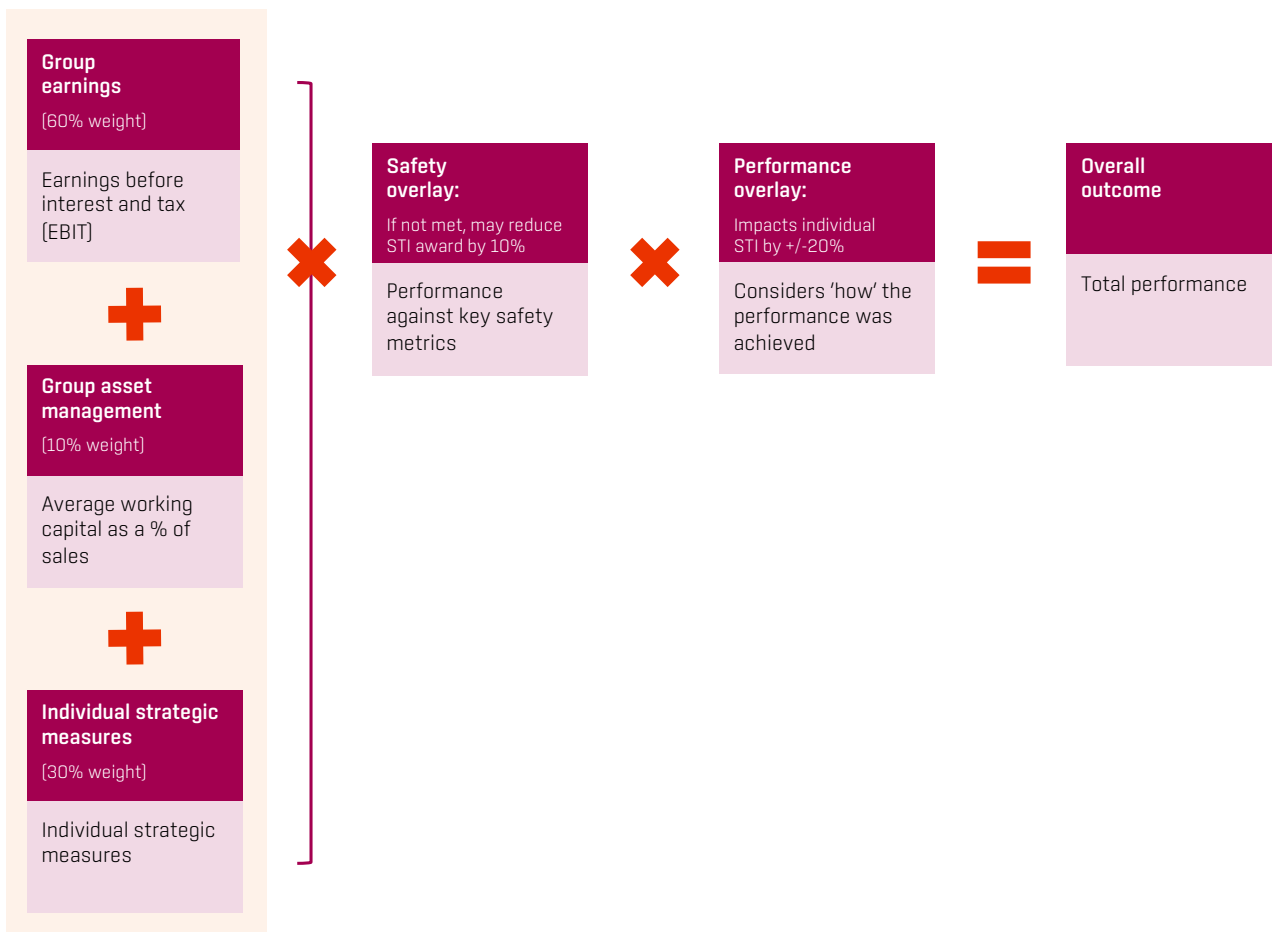 Group
earnings
(60% weight)
Earnings before
interest and tax
(EBIT)
Group asset
management
(10% weight)
Average working
capital as a % of
sales
Individual strategic
measures
(30% weight)
Individual strategic
measures
Safety
overlay:
If not met, may reduce
STI award by 10%
Performance
against key safety
metrics
Performance
overlay:
Impacts individual
STI by +/-20%
Considers ‘how’ the
performance was
achieved
Overall
outcome
Total performance